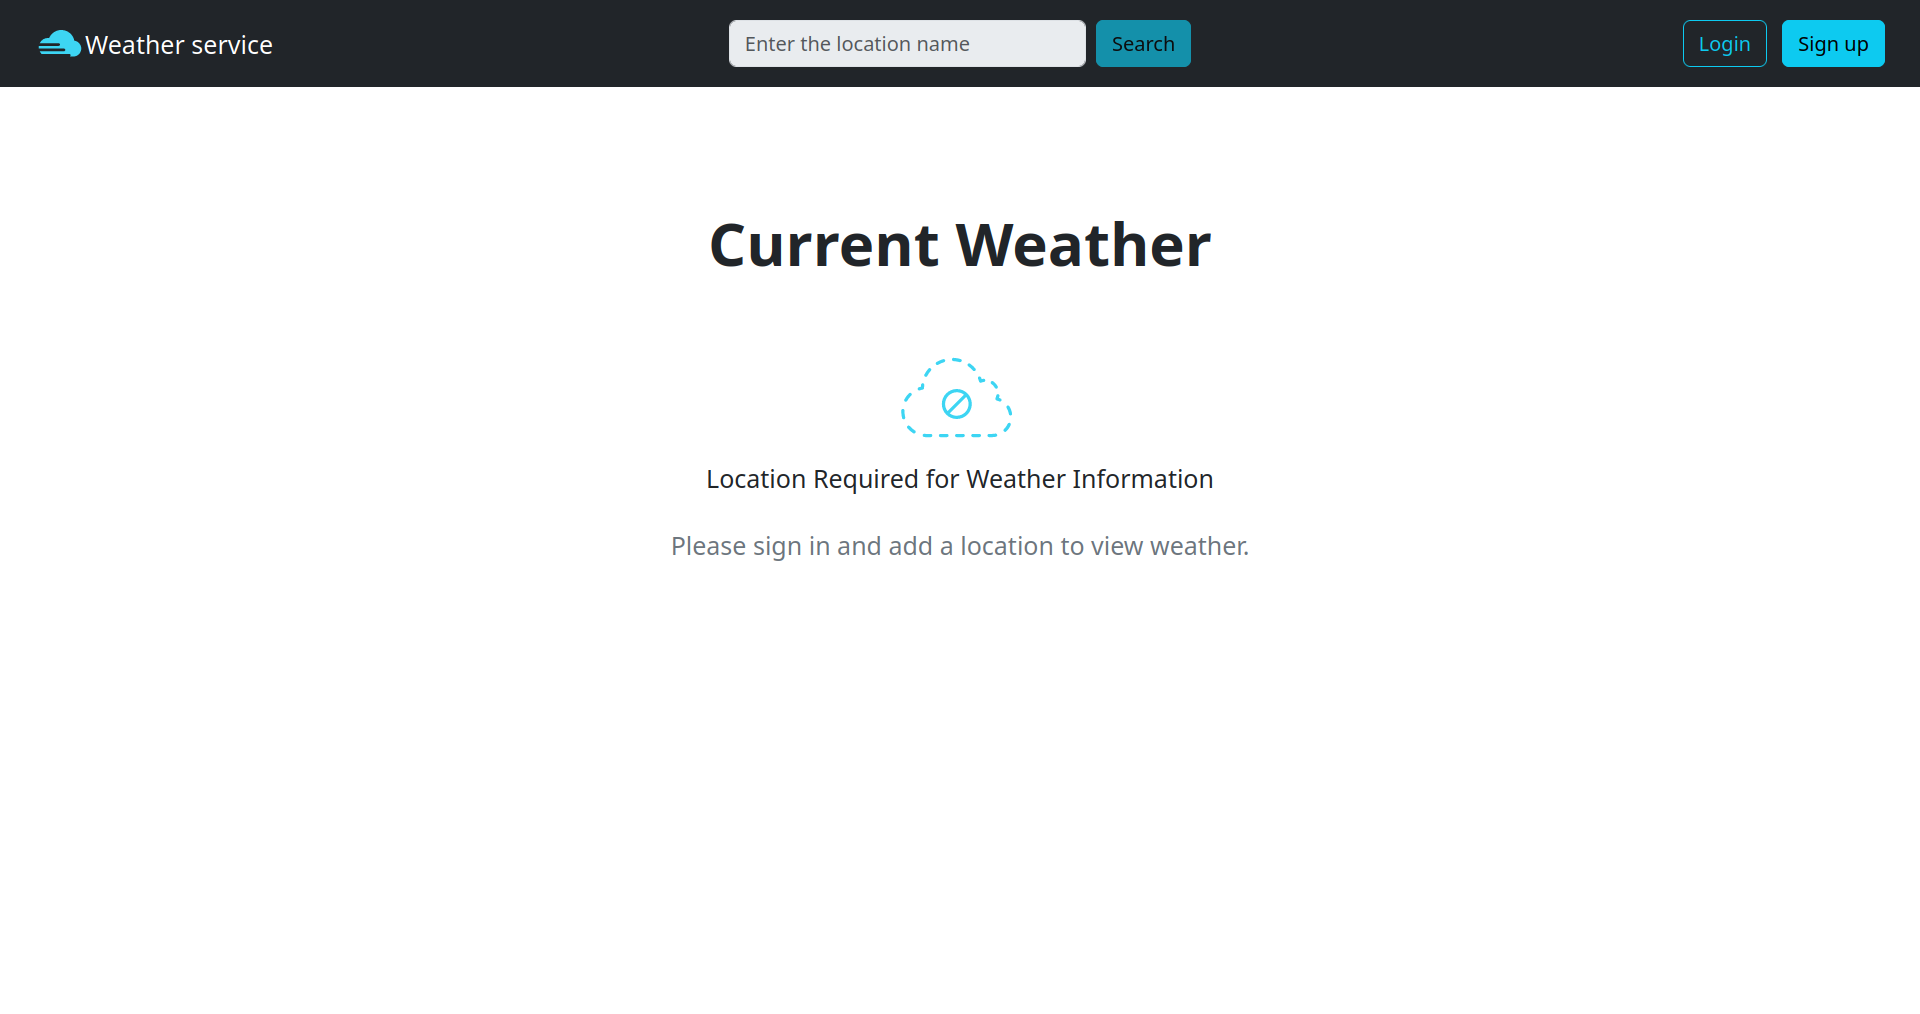 Weather service
Enter the location name
Search
Login
Sign up
Current Weather
Location Required for Weather Information
Please sign in and add a location to view weather.